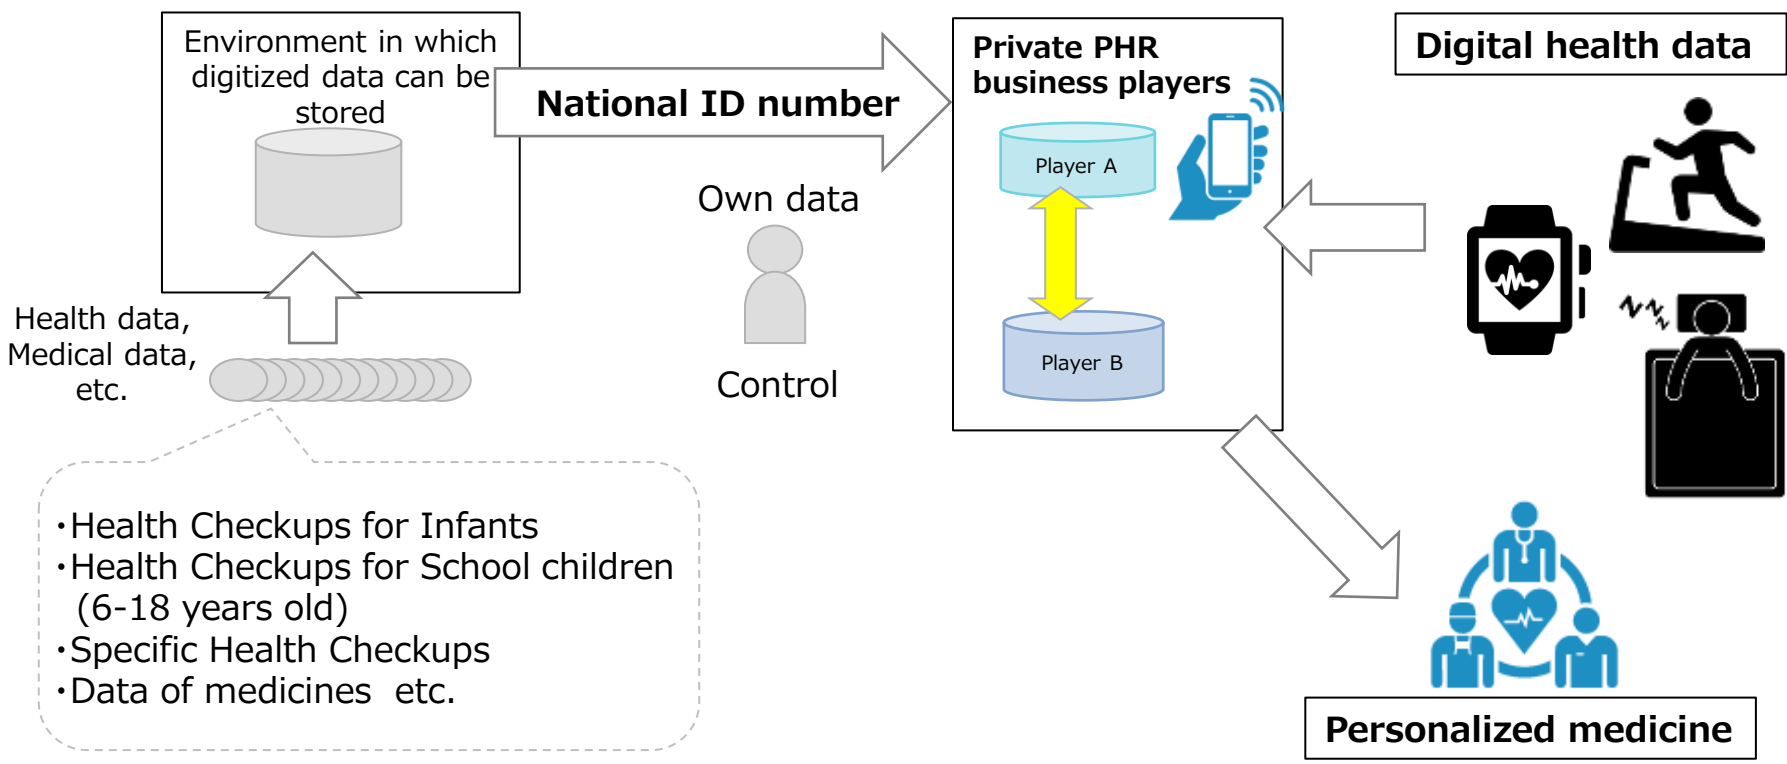 Environment in which
digitized data can be
stored
National ID number
Private PHR
business players
Player A
Player B
Digital health data
Own data
Control
Health data,
Medical data,
etc.
・Health Checkups for Infants
・Health Checkups for School children
(6-18 years old)
・Specific Health Checkups
・Data of medicines etc.
Personalized medicine